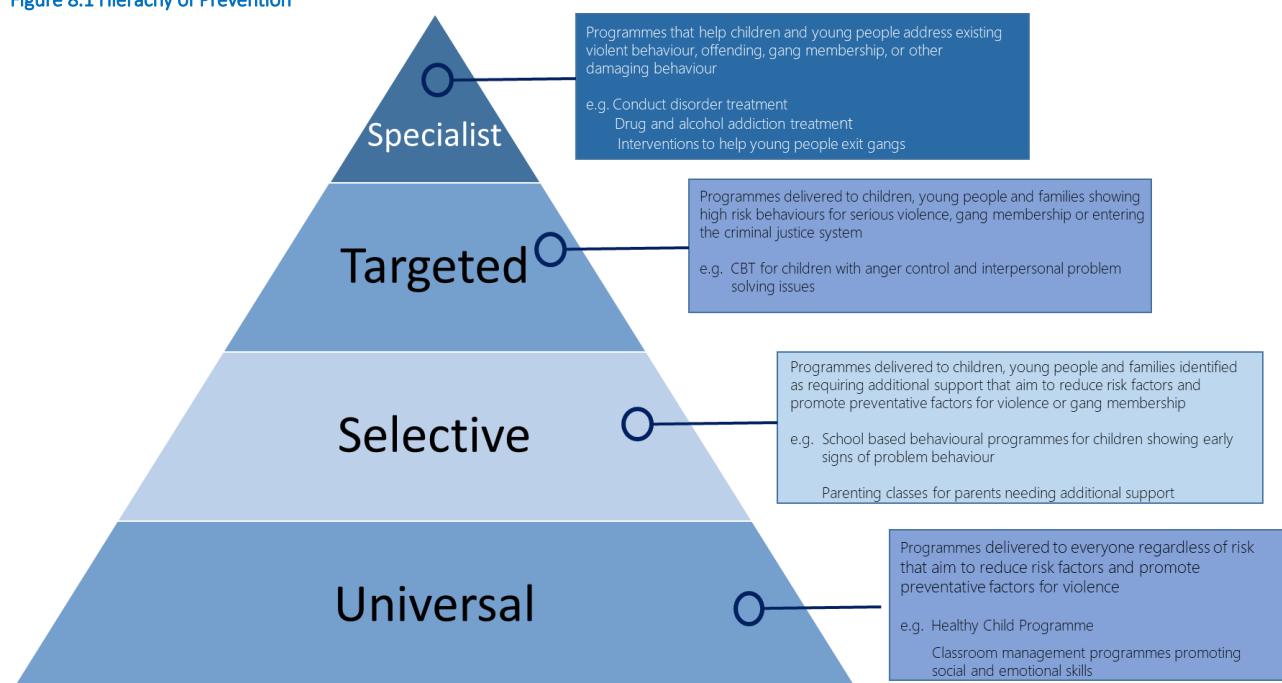 Figure 8.1 Hierachy of Prevention
Programmes that help children and young people address existing
violent behaviour, offending, gang membership, or other
damaging behaviour
e.g. Conduct disorder treatment
Drug and alcohol addiction treatment
Interventions to help young people exit gangs
Specialist
Programmes delivered to children, young people and families showing
high risk behaviours for serious violence, gang membership or entering
the criminal justice system
e.g. CBT for children with anger control and interpersonal problem
solving issues
Targeted
Programmes delivered to children, young people and families identified
as requiring additional support that aim to reduce risk factors and
promote preventative factors for violence or gang membership
e.g. School based behavioural programmes for children showing early
signs of problem behaviour
Parenting classes for parents needing additional support
Selective
Programmes delivered to everyone regardless of risk
that aim to reduce risk factors and promote
preventative factors for violence
e.g. Healthy Child Programme
Classroom management programmes promoting
social and emotional skills
Universal